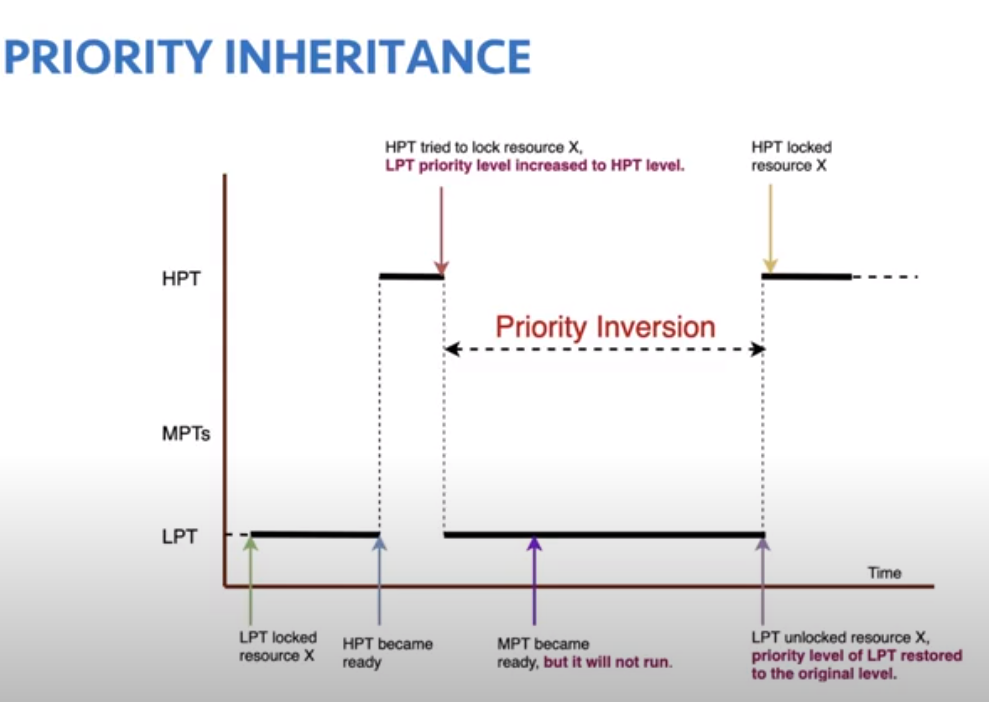 PRIORITY INHERITANCE
HPT tried to lock resource X,
LPT priority level increased to HPT level.
HPT locked
resource X
HPT
Priority Inversion
MPTs
LPT
Time
LPT locked
resource X
HPT became
ready
MPT became
ready, but it will not run.
LPT unlocked resource X,
priority level of LPT restored
to the original level.